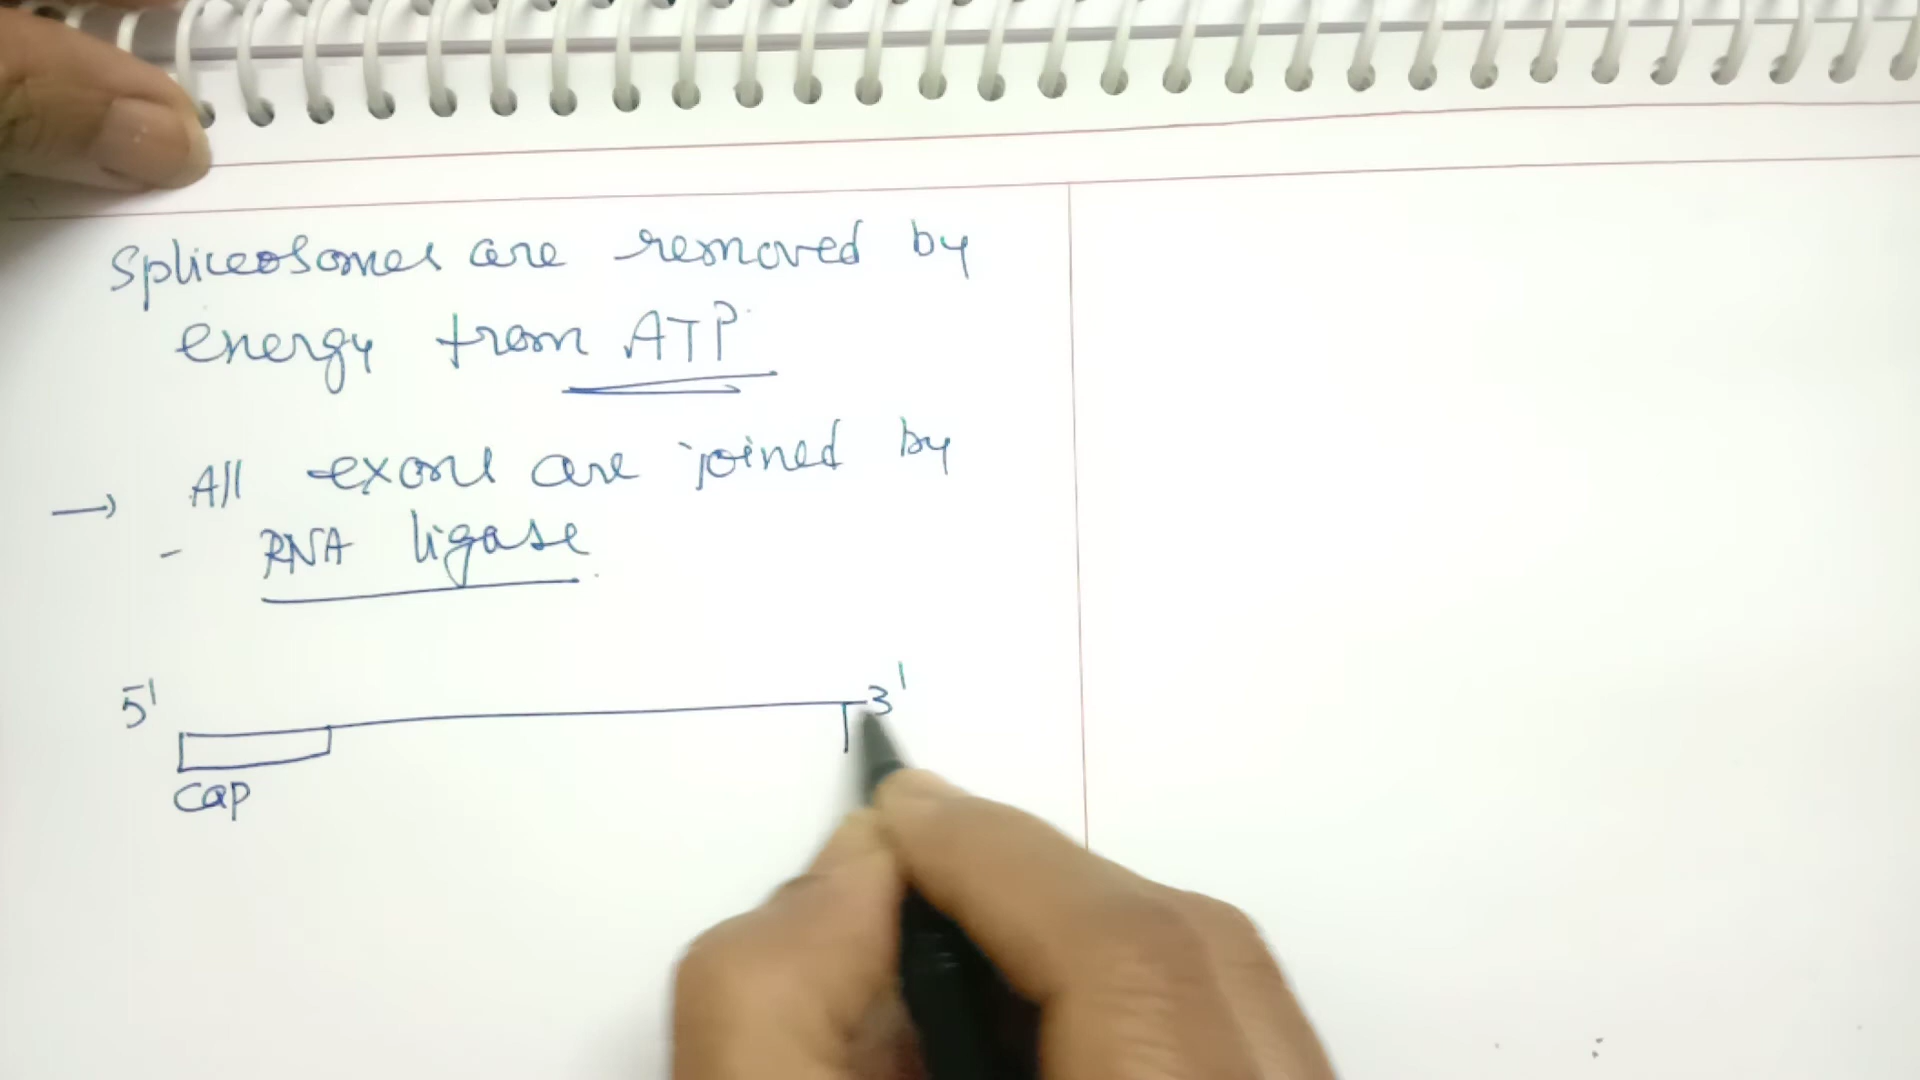 Spliceosomes are removed by
energy from ATP
→ All exons are joined by
- RNA ligase
5' 3'
Cap